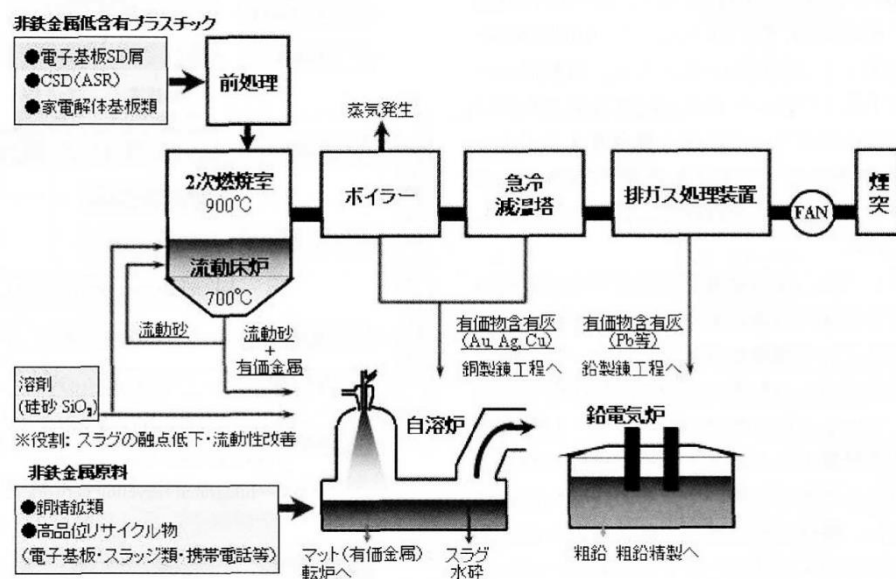 非鉄金属低含有プラスチック
●電子基板SD屑
●CSD(ASR)
●家電解体基板類
前処理
蒸気発生
2次燃焼室
900℃
流動床炉
700℃
ボイラー
急冷
減温塔
排ガス処理装置
FAN
煙
突
流動砂
流動砂
+
有価金属
有価物含有灰
(Au, Ag, Cu)
銅製錬工程へ
有価物含有灰
(Pb等)
鉛製錬工程へ
溶剤
(硅砂 SiO₂)
※役割: スラグの融点低下・流動性改善
自溶炉
鉛電気炉
非鉄金属原料
●銅精鉱類
●高品位リサイクル物
(電子基板・スラッジ類・携帯電話等)
マット(有価金属)
転炉へ
スラグ
水砕
粗鉛 粗鉛精製へ